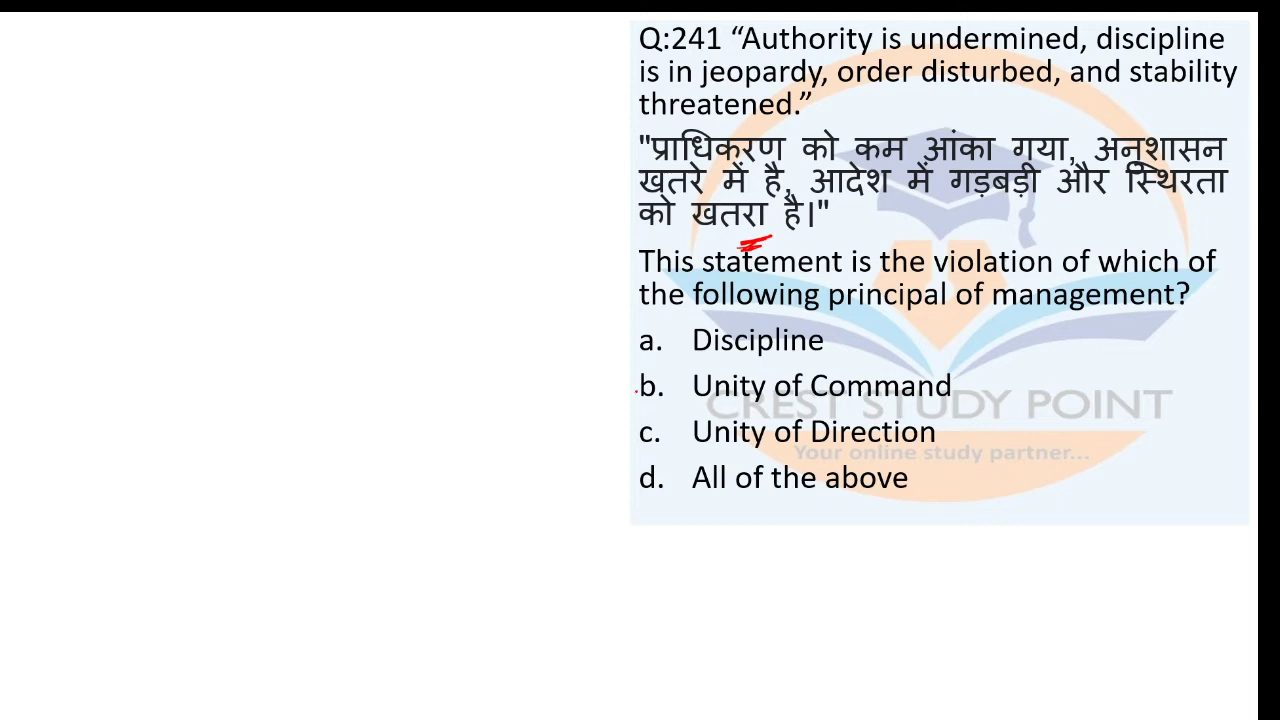 Q:241 “Authority is undermined, discipline
is in jeopardy, order disturbed, and stability
threatened.”
"प्राधिकरण को कम आंका गया, अनुशासन
खतरे में है, आदेश में गड़बड़ी और स्थिरता
को खतरा है।"
This statement is the violation of which of
the following principal of management?
a. Discipline
b. Unity of Command
CREST STUDY POINT
c. Unity of Direction
Your online study partner...
d. All of the above